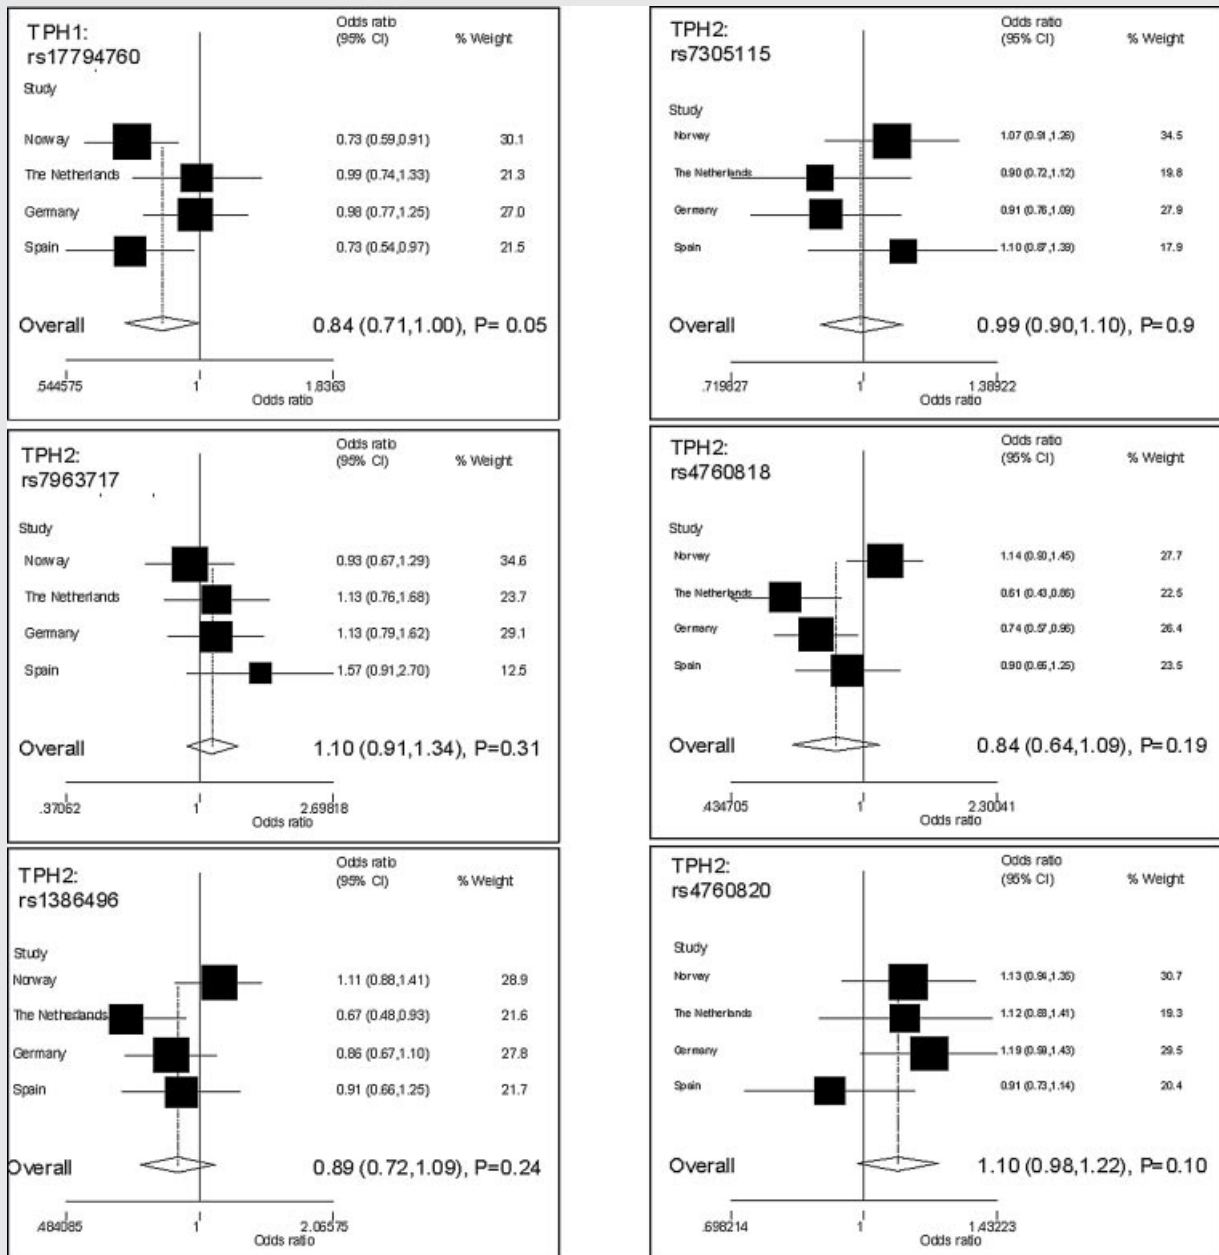 TPH1:
rs17794760
Odds ratio
(95% CI) % Weight
Study
Norway 0.73 (0.59,0.91) 30.1
The Netherlands 0.99 (0.74,1.33) 21.3
Germany 0.98 (0.77,1.25) 27.0
Spain 0.73 (0.54,0.97) 21.5
Overall 0.84 (0.71,1.00), P= 0.05
.544575 1 1.8363
Odds ratio
TPH2:
rs7305115
Odds ratio
(95% CI) % Weight
Study
Norvey 1.07 (0.91,1.26) 34.5
The Netherlands 0.90 (0.72,1.12) 19.8
Germany 0.91 (0.76,1.09) 27.9
Spain 1.10 (0.87,1.39) 17.9
Overall 0.99 (0.90,1.10), P=0.9
.719827 1 1.38922
Odds ratio
TPH2:
rs7963717
Odds ratio
(95% CI) % Weight
Study
Norway 0.93 (0.67,1.29) 34.6
The Netherlands 1.13 (0.76,1.68) 23.7
Germany 1.13 (0.79,1.62) 29.1
Spain 1.57 (0.91,2.70) 12.5
Overall 1.10 (0.91,1.34), P=0.31
.37062 1 2.69818
Odds ratio
TPH2:
rs4760818
Odds ratio
(95% CI) % Weight
Study
Norvey 1.14 (0.90,1.45) 27.7
The Netherlands 0.61 (0.43,0.86) 22.5
Germany 0.74 (0.57,0.96) 26.4
Spain 0.90 (0.65,1.25) 23.5
Overall 0.84 (0.64,1.09), P=0.19
.434705 1 2.30041
Odds ratio
TPH2:
rs1386496
Odds ratio
(95% CI) % Weight
Study
Norway 1.11 (0.88,1.41) 28.9
The Netherlands 0.67 (0.48,0.93) 21.6
Germany 0.86 (0.67,1.10) 27.8
Spain 0.91 (0.66,1.25) 21.7
Overall 0.89 (0.72,1.09), P=0.24
.484085 1 2.06575
Odds ratio
TPH2:
rs4760820
Odds ratio
(95% CI) % Weight
Study
Norvey 1.13 (0.94,1.35) 30.7
The Netherlands 1.12 (0.88,1.41) 19.3
Germany 1.19 (0.98,1.43) 29.5
Spain 0.91 (0.73,1.14) 20.4
Overall 1.10 (0.98,1.22), P=0.10
.698214 1 1.43223
Odds ratio